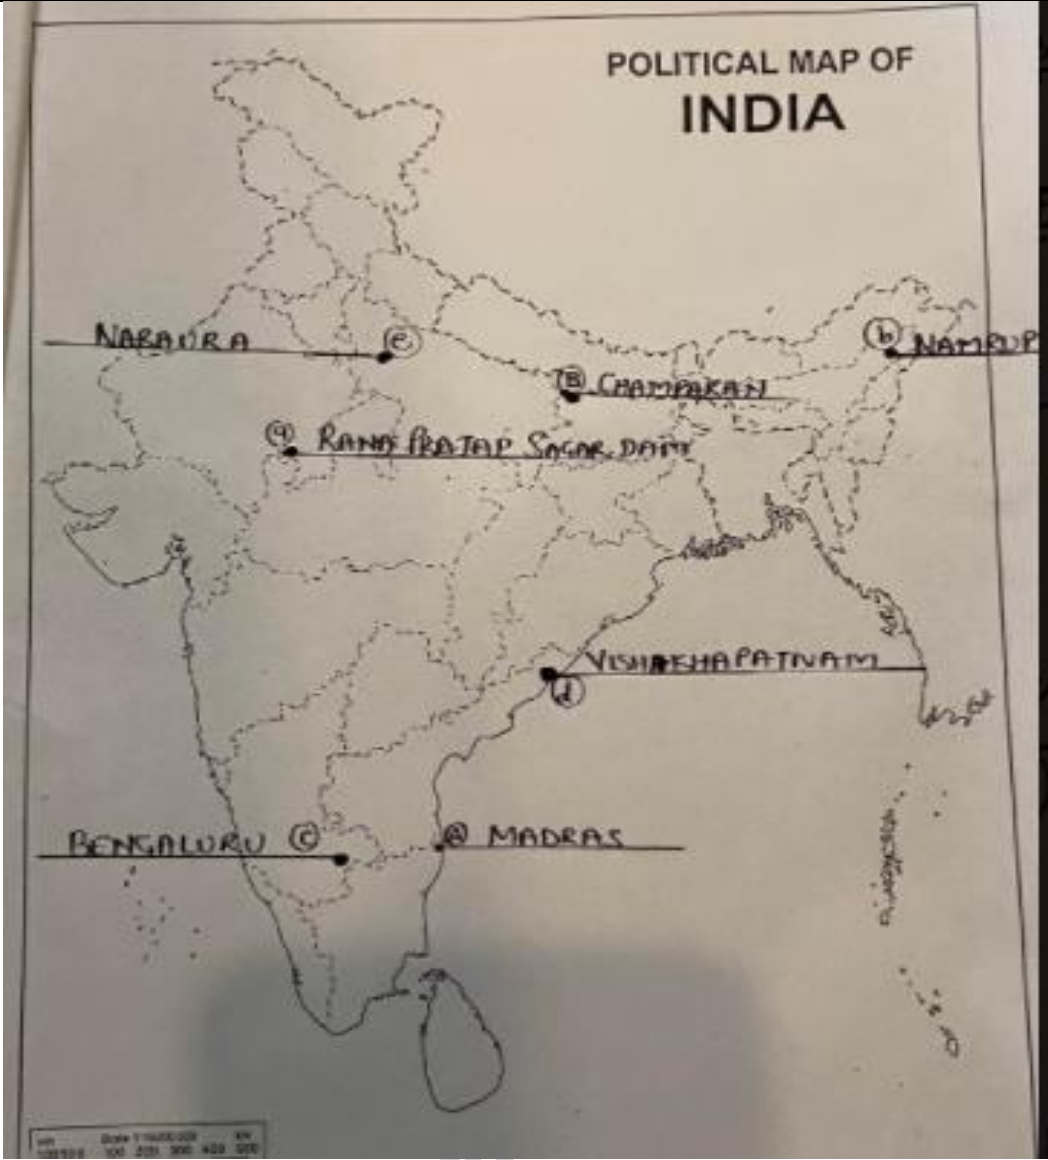 POLITICAL MAP OF
INDIA
NARAURA (e)
(b) NAMRUP
(B) CHAMPARAN
(a) RANA PRATAP SAGAR DAM
VISHAKHAPATNAM
(d)
BENGALURU (c)
(A) MADRAS